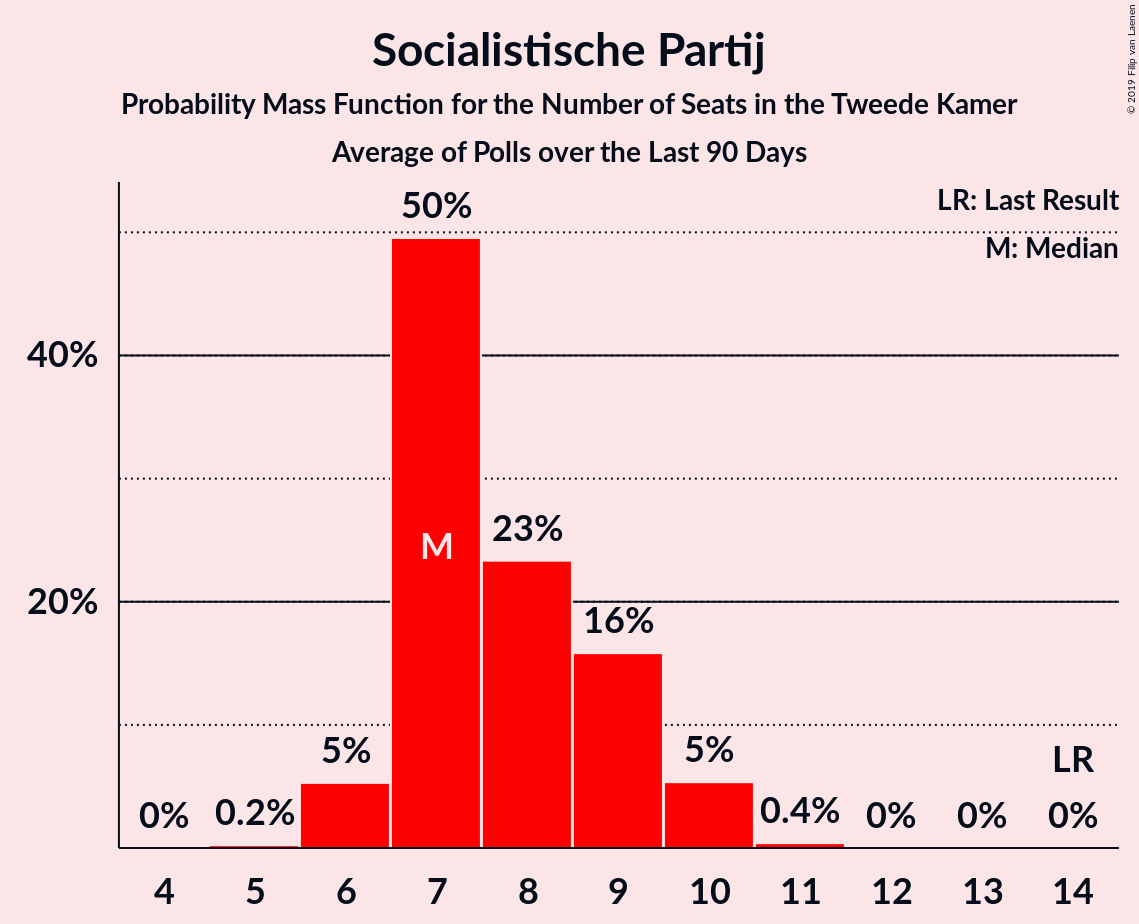 Socialistische Partij
Probability Mass Function for the Number of Seats in the Tweede Kamer
Average of Polls over the Last 90 Days
© 2019 Filip van Laenen
LR: Last Result
M: Median
50%
40%
23%
M
20%
16%
5%
5%
LR
0%
0.2%
0.4%
0%
0%
0%
4 5 6 7 8 9 10 11 12 13 14